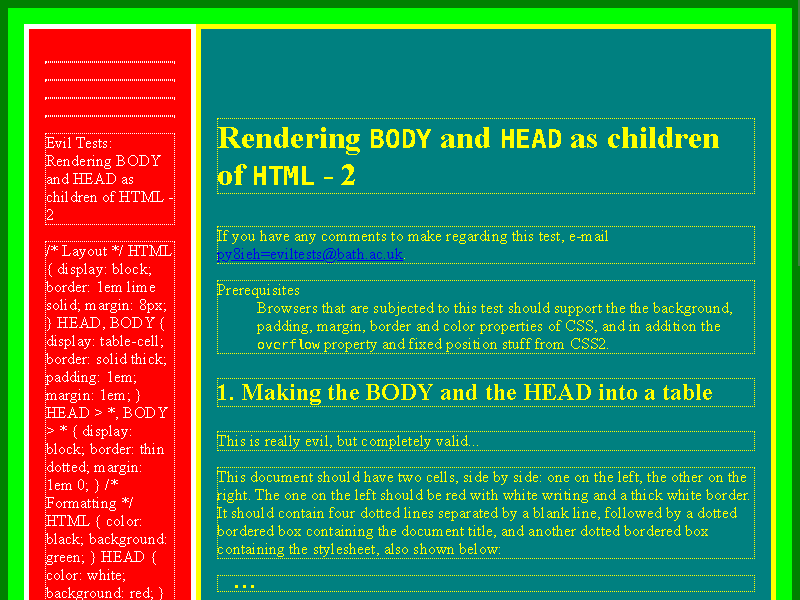 Evil Tests:
Rendering BODY
and HEAD as
children of HTML -
2
/* Layout */ HTML
{ display: block;
border: 1em lime
solid; margin: 8px;
} HEAD, BODY {
display: table-cell;
border: solid thick;
padding: 1em;
margin: 1em; }
HEAD > *, BODY
> * { display:
block; border: thin
dotted; margin:
1em 0; } /*
Formatting */
HTML { color:
black; background:
green; } HEAD {
color: white;
background: red; }
Rendering BODY and HEAD as children
of HTML - 2
If you have any comments to make regarding this test, e-mail
py8ieh=eviltests@bath.ac.uk.
Prerequisites
Browsers that are subjected to this test should support the the background,
padding, margin, border and color properties of CSS, and in addition the
overflow property and fixed position stuff from CSS2.
1. Making the BODY and the HEAD into a table
This is really evil, but completely valid...
This document should have two cells, side by side: one on the left, the other on the
right. The one on the left should be red with white writing and a thick white border.
It should contain four dotted lines separated by a blank line, followed by a dotted
bordered box containing the document title, and another dotted bordered box
containing the stylesheet, also shown below:
...